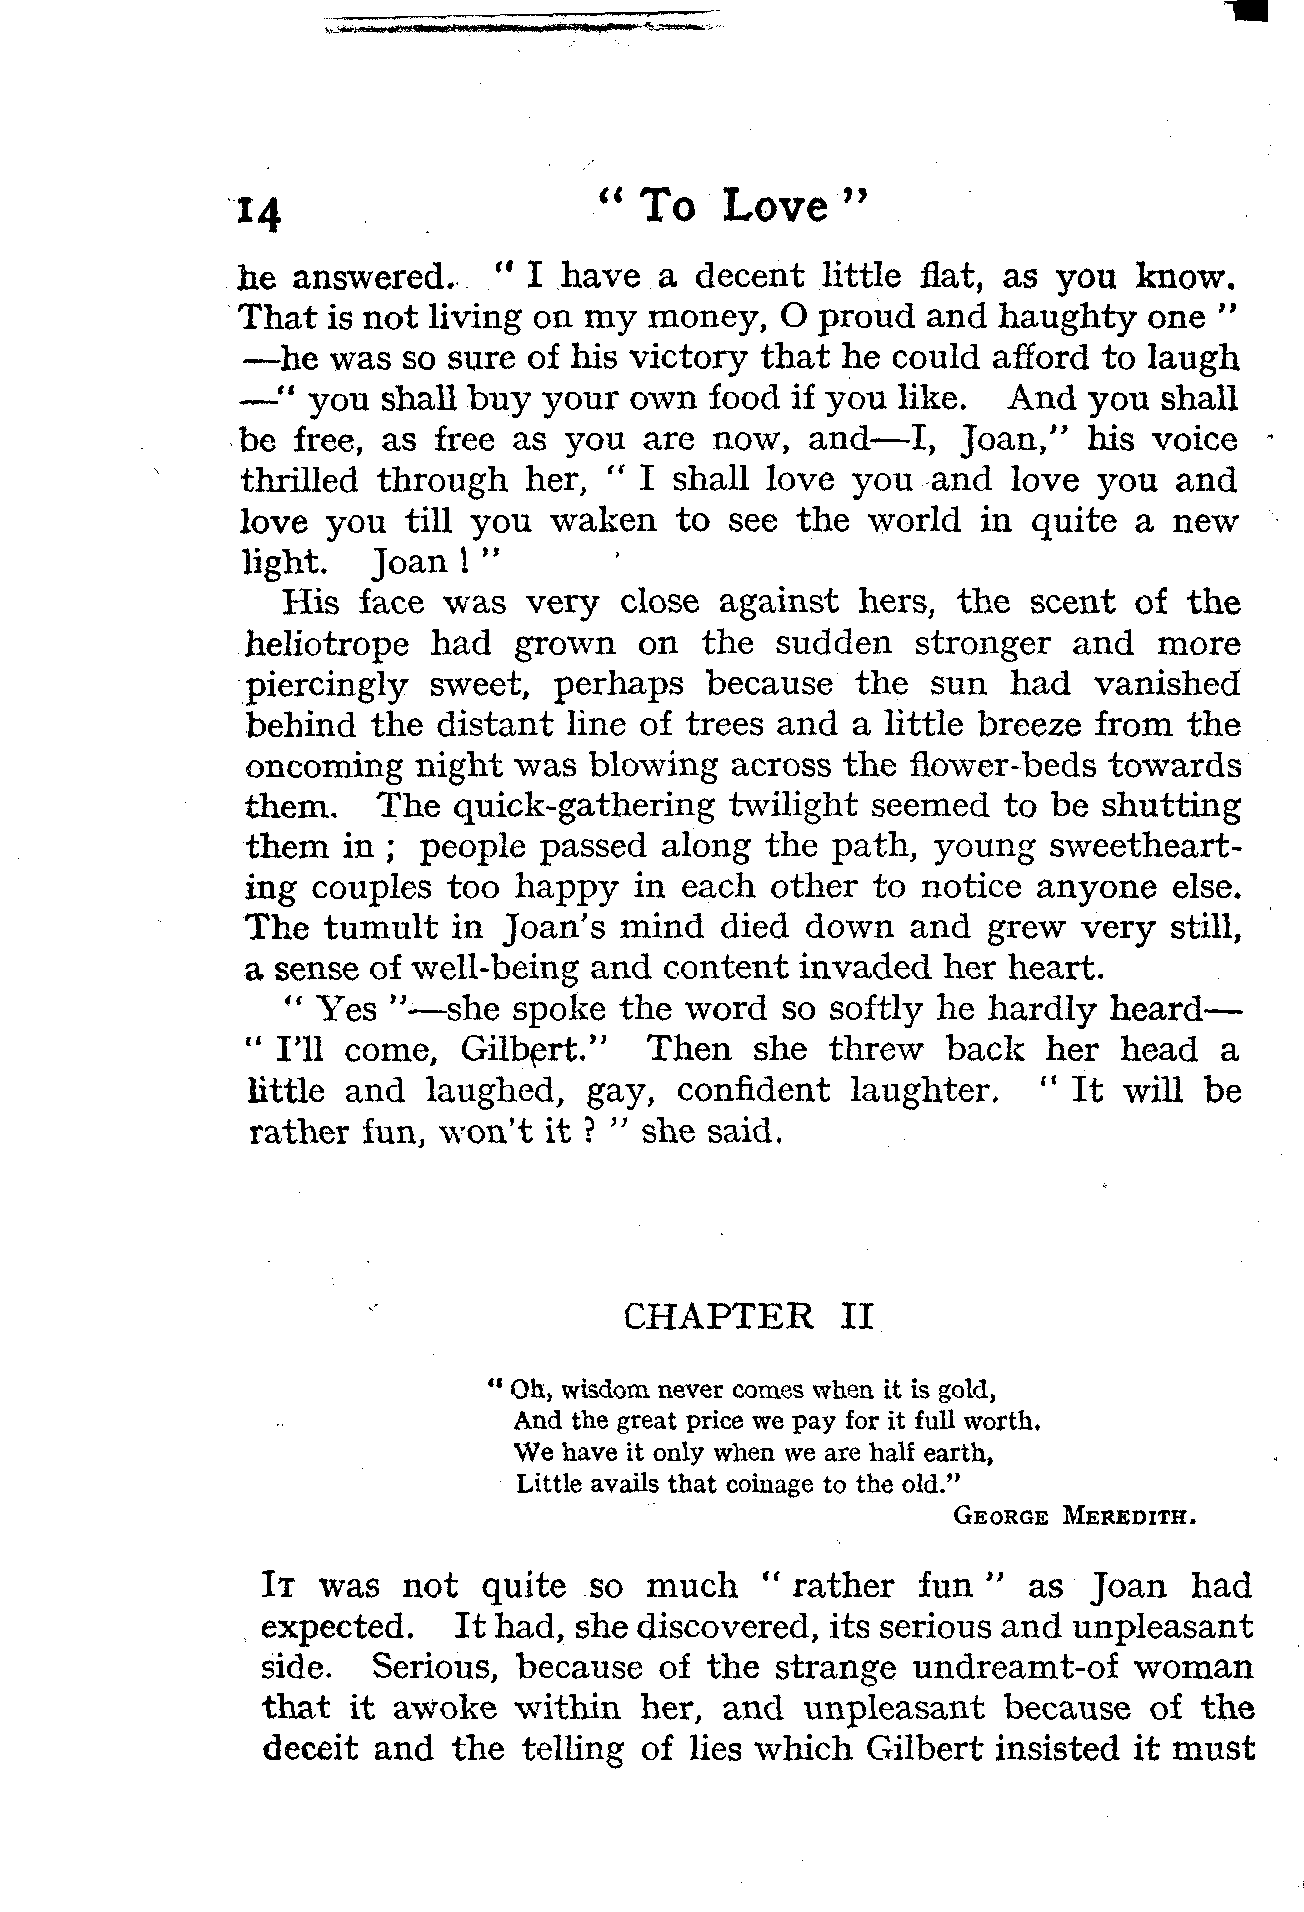 14 “ To Love ”
he answered. “ I have a decent little flat, as you know.
That is not living on my money, O proud and haughty one ”
—he was so sure of his victory that he could afford to laugh
—“ you shall buy your own food if you like. And you shall
be free, as free as you are now, and—I, Joan,” his voice
thrilled through her, “ I shall love you and love you and
love you till you waken to see the world in quite a new
light. Joan ! ”
His face was very close against hers, the scent of the
heliotrope had grown on the sudden stronger and more
piercingly sweet, perhaps because the sun had vanished
behind the distant line of trees and a little breeze from the
oncoming night was blowing across the flower-beds towards
them. The quick-gathering twilight seemed to be shutting
them in ; people passed along the path, young sweetheart-
ing couples too happy in each other to notice anyone else.
The tumult in Joan's mind died down and grew very still,
a sense of well-being and content invaded her heart.
“ Yes ”—she spoke the word so softly he hardly heard—
“ I'll come, Gilbert.” Then she threw back her head a
little and laughed, gay, confident laughter. “ It will be
rather fun, won't it ? ” she said.
CHAPTER II
“ Oh, wisdom never comes when it is gold,
And the great price we pay for it full worth.
We have it only when we are half earth,
Little avails that coinage to the old.”
GEORGE MEREDITH.
IT was not quite so much “ rather fun ” as Joan had
expected. It had, she discovered, its serious and unpleasant
side. Serious, because of the strange undreamt-of woman
that it awoke within her, and unpleasant because of the
deceit and the telling of lies which Gilbert insisted it must